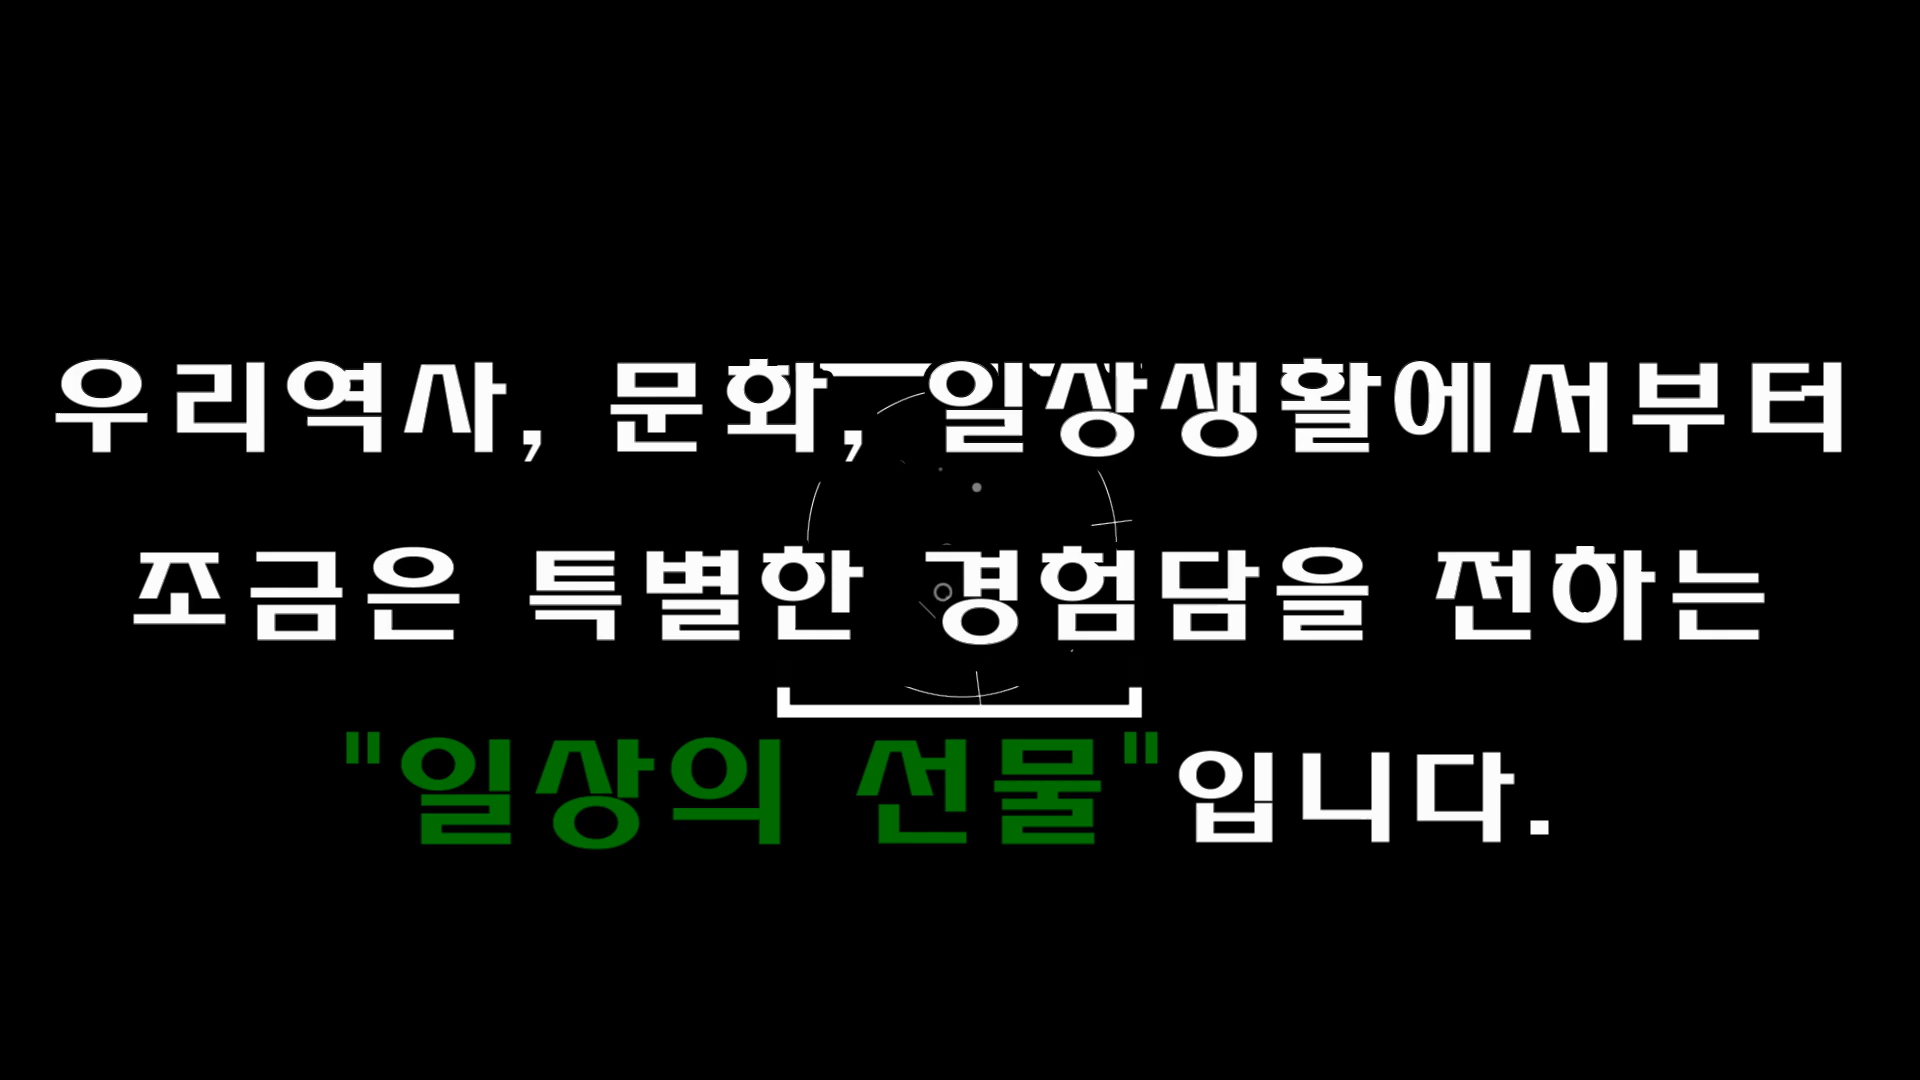 우리역사, 문화, 일상생활에서부터
조금은 특별한 경험담을 전하는
"일상의 선물"입니다.